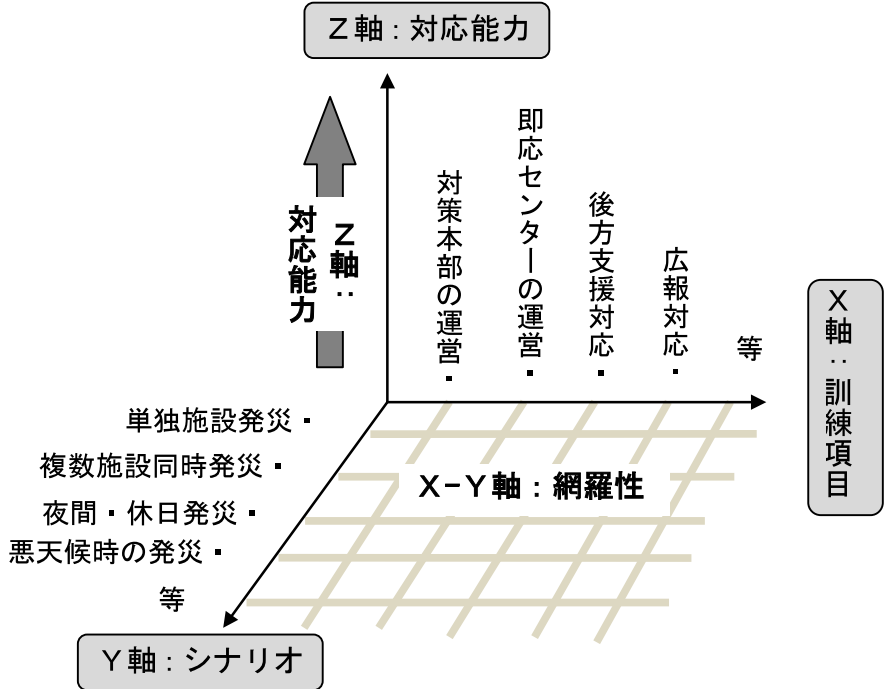 Z軸：対応能力
Z軸：
対応能力
対策本部の運営・
即応センターの運営・
後方支援対応・
広報対応・
等
X軸：訓練項目
単独施設発災・
複数施設同時発災・
夜間・休日発災・
悪天候時の発災・
等
X－Y軸：網羅性
Y軸：シナリオ